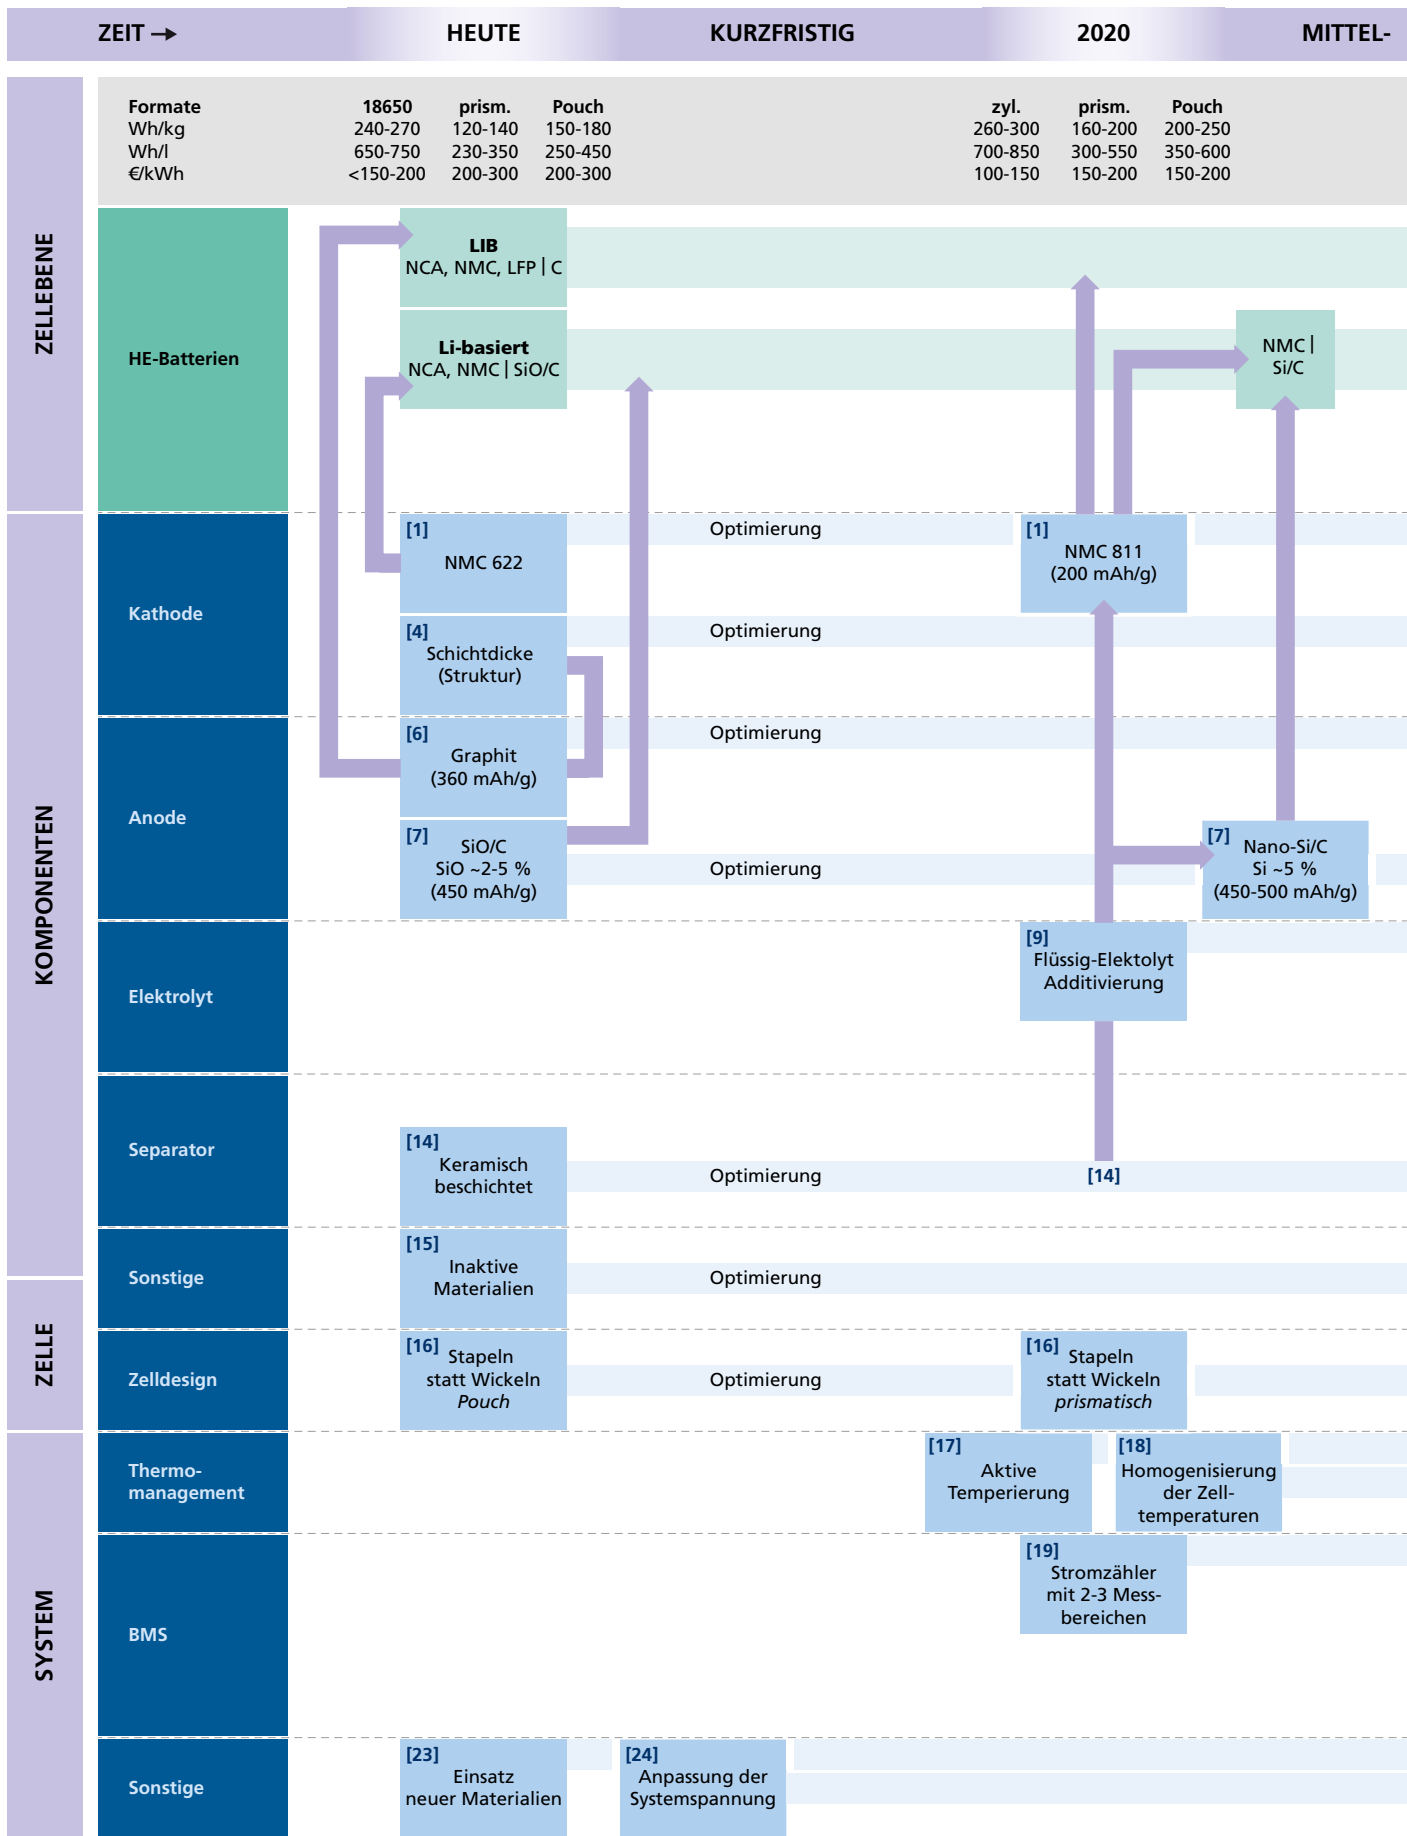 ZEIT → HEUTE KURZFRISTIG 2020 MITTEL-
Formate 18650 prism. Pouch zyl. prism. Pouch
Wh/kg 240-270 120-140 150-180 260-300 160-200 200-250
Wh/l 650-750 230-350 250-450 700-850 300-550 350-600
€/kWh <150-200 200-300 200-300 100-150 150-200 150-200
ZELLEBENE
HE-Batterien
LIB
NCA, NMC, LFP | C
Li-basiert
NCA, NMC | SiO/C
NMC |
Si/C
KOMPONENTEN
Kathode
[1]
NMC 622
Optimierung
[1]
NMC 811
(200 mAh/g)
[4]
Schichtdicke
(Struktur)
Optimierung
Anode
[6]
Graphit
(360 mAh/g)
Optimierung
[7]
SiO/C
SiO ~2-5 %
(450 mAh/g)
Optimierung
[7]
Nano-Si/C
Si ~5 %
(450-500 mAh/g)
Elektrolyt
[9]
Flüssig-Elektolyt
Additivierung
Separator
[14]
Keramisch
beschichtet
Optimierung
[14]
Sonstige
[15]
Inaktive
Materialien
Optimierung
ZELLE
Zelldesign
[16]
Stapeln
statt Wickeln
Pouch
Optimierung
[16]
Stapeln
statt Wickeln
prismatisch
SYSTEM
Thermo-
management
[17]
Aktive
Temperierung
[18]
Homogenisierung
der Zell-
temperaturen
BMS
[19]
Stromzähler
mit 2-3 Mess-
bereichen
Sonstige
[23]
Einsatz
neuer Materialien
[24]
Anpassung der
Systemspannung